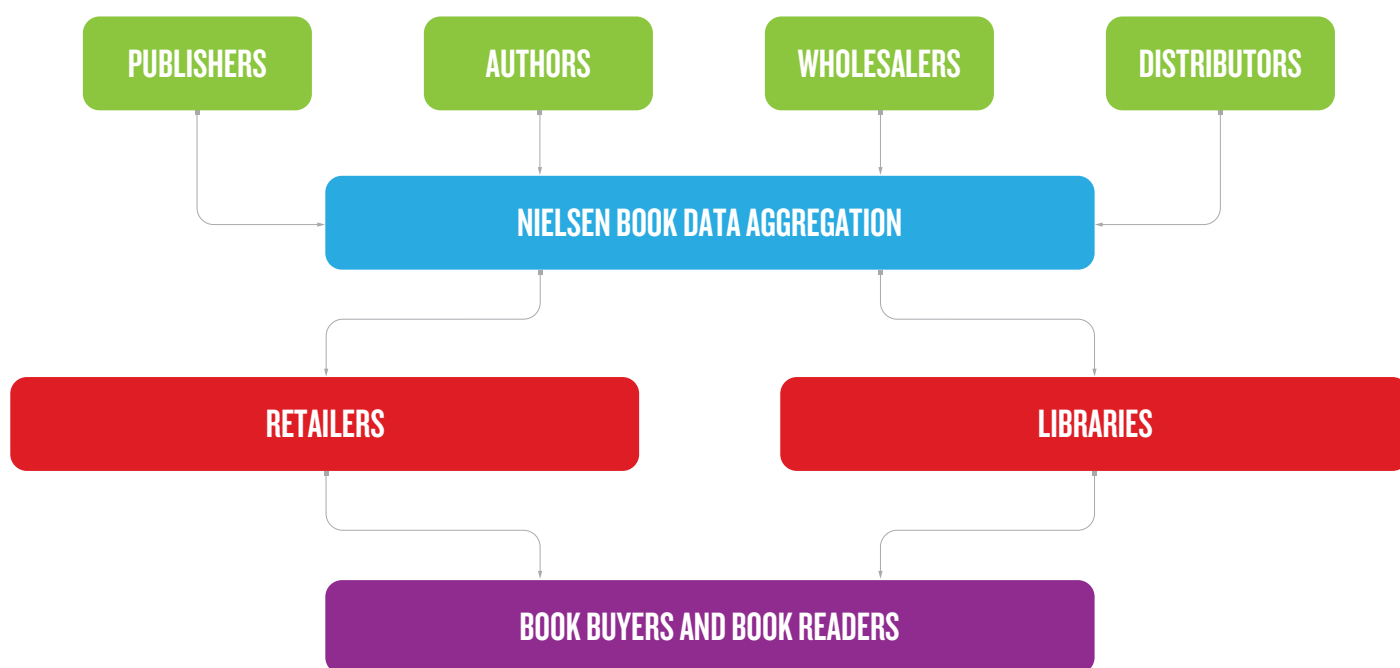 PUBLISHERS
AUTHORS
WHOLESALERS
DISTRIBUTORS
NIELSEN BOOK DATA AGGREGATION
RETAILERS
LIBRARIES
BOOK BUYERS AND BOOK READERS